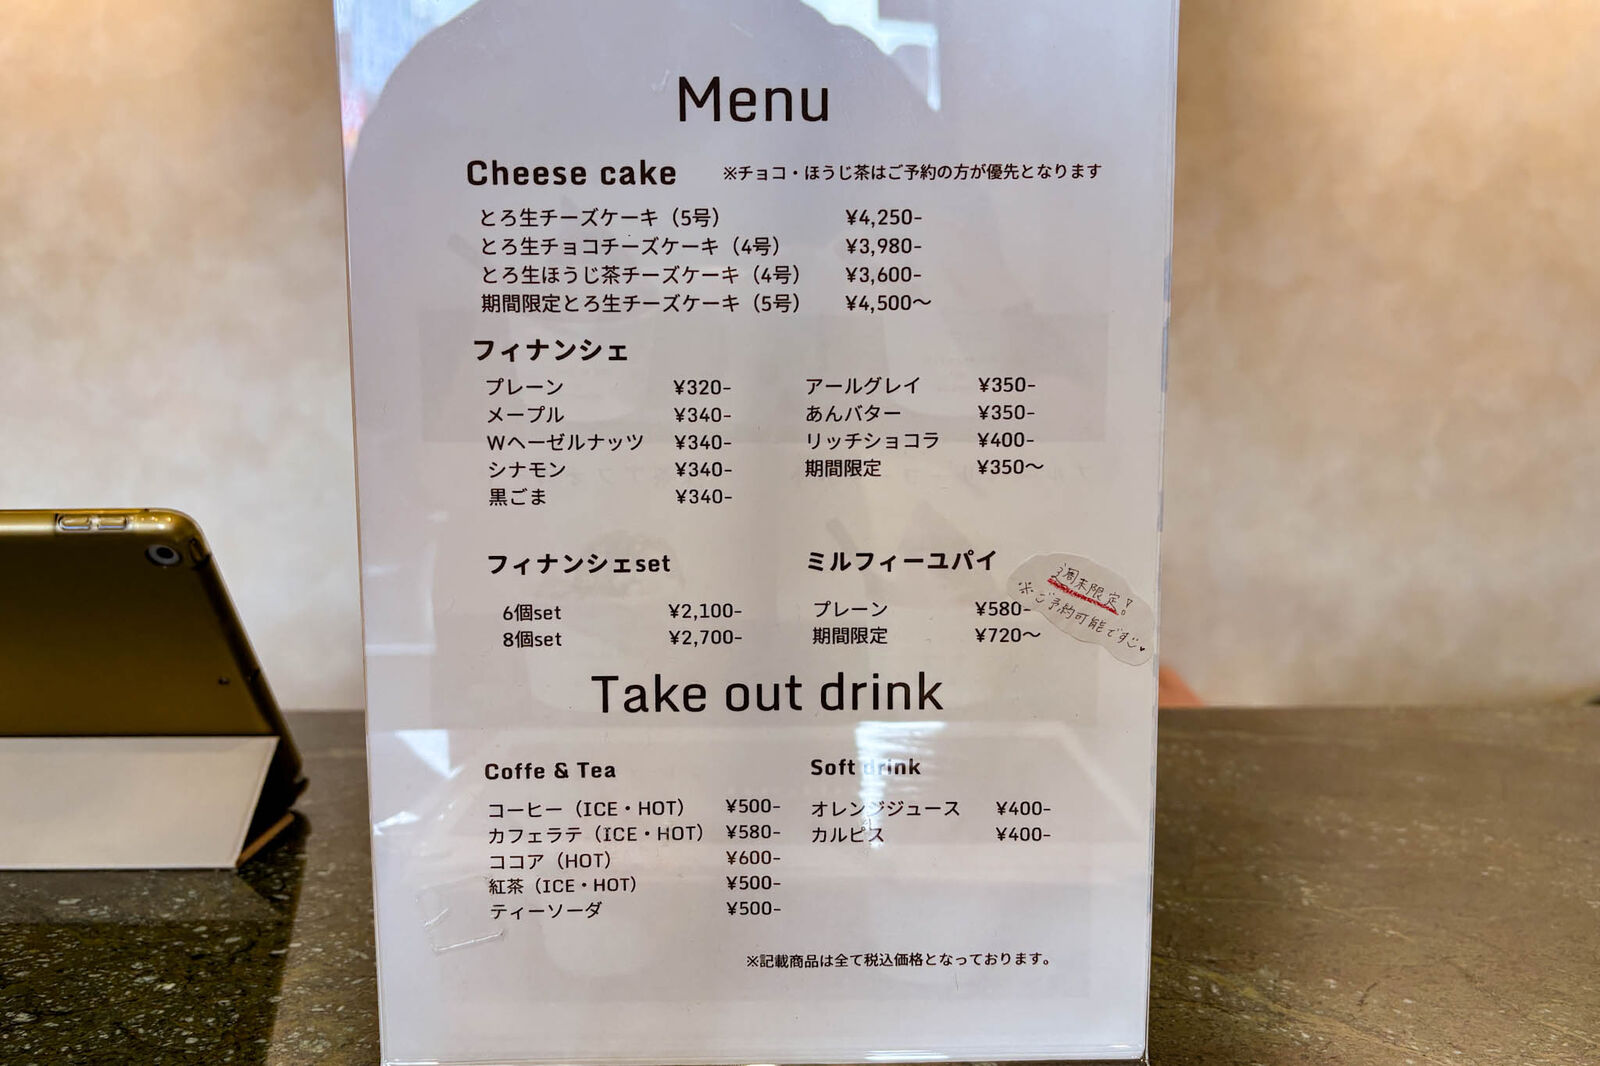 Menu
Cheese cake ※チョコ・ほうじ茶はご予約の方が優先となります
とろ生チーズケーキ（5号） ¥4,250-
とろ生チョコチーズケーキ（4号） ¥3,980-
とろ生ほうじ茶チーズケーキ（4号） ¥3,600-
期間限定とろ生チーズケーキ（5号） ¥4,500～
フィナンシェ
プレーン ¥320- アールグレイ ¥350-
メープル ¥340- あんバター ¥350-
Wヘーゼルナッツ ¥340- リッチショコラ ¥400-
シナモン ¥340- 期間限定 ¥350～
黒ごま ¥340-
フィナンシェset ミルフィーユパイ
週末限定!
※ご予約可能です
6個set ¥2,100- プレーン ¥580-
8個set ¥2,700- 期間限定 ¥720～
Take out drink
Coffe & Tea Soft drink
コーヒー（ICE・HOT） ¥500- オレンジジュース ¥400-
カフェラテ（ICE・HOT） ¥580- カルピス ¥400-
ココア（HOT） ¥600-
紅茶（ICE・HOT） ¥500-
ティーソーダ ¥500-
※記載商品は全て税込価格となっております。